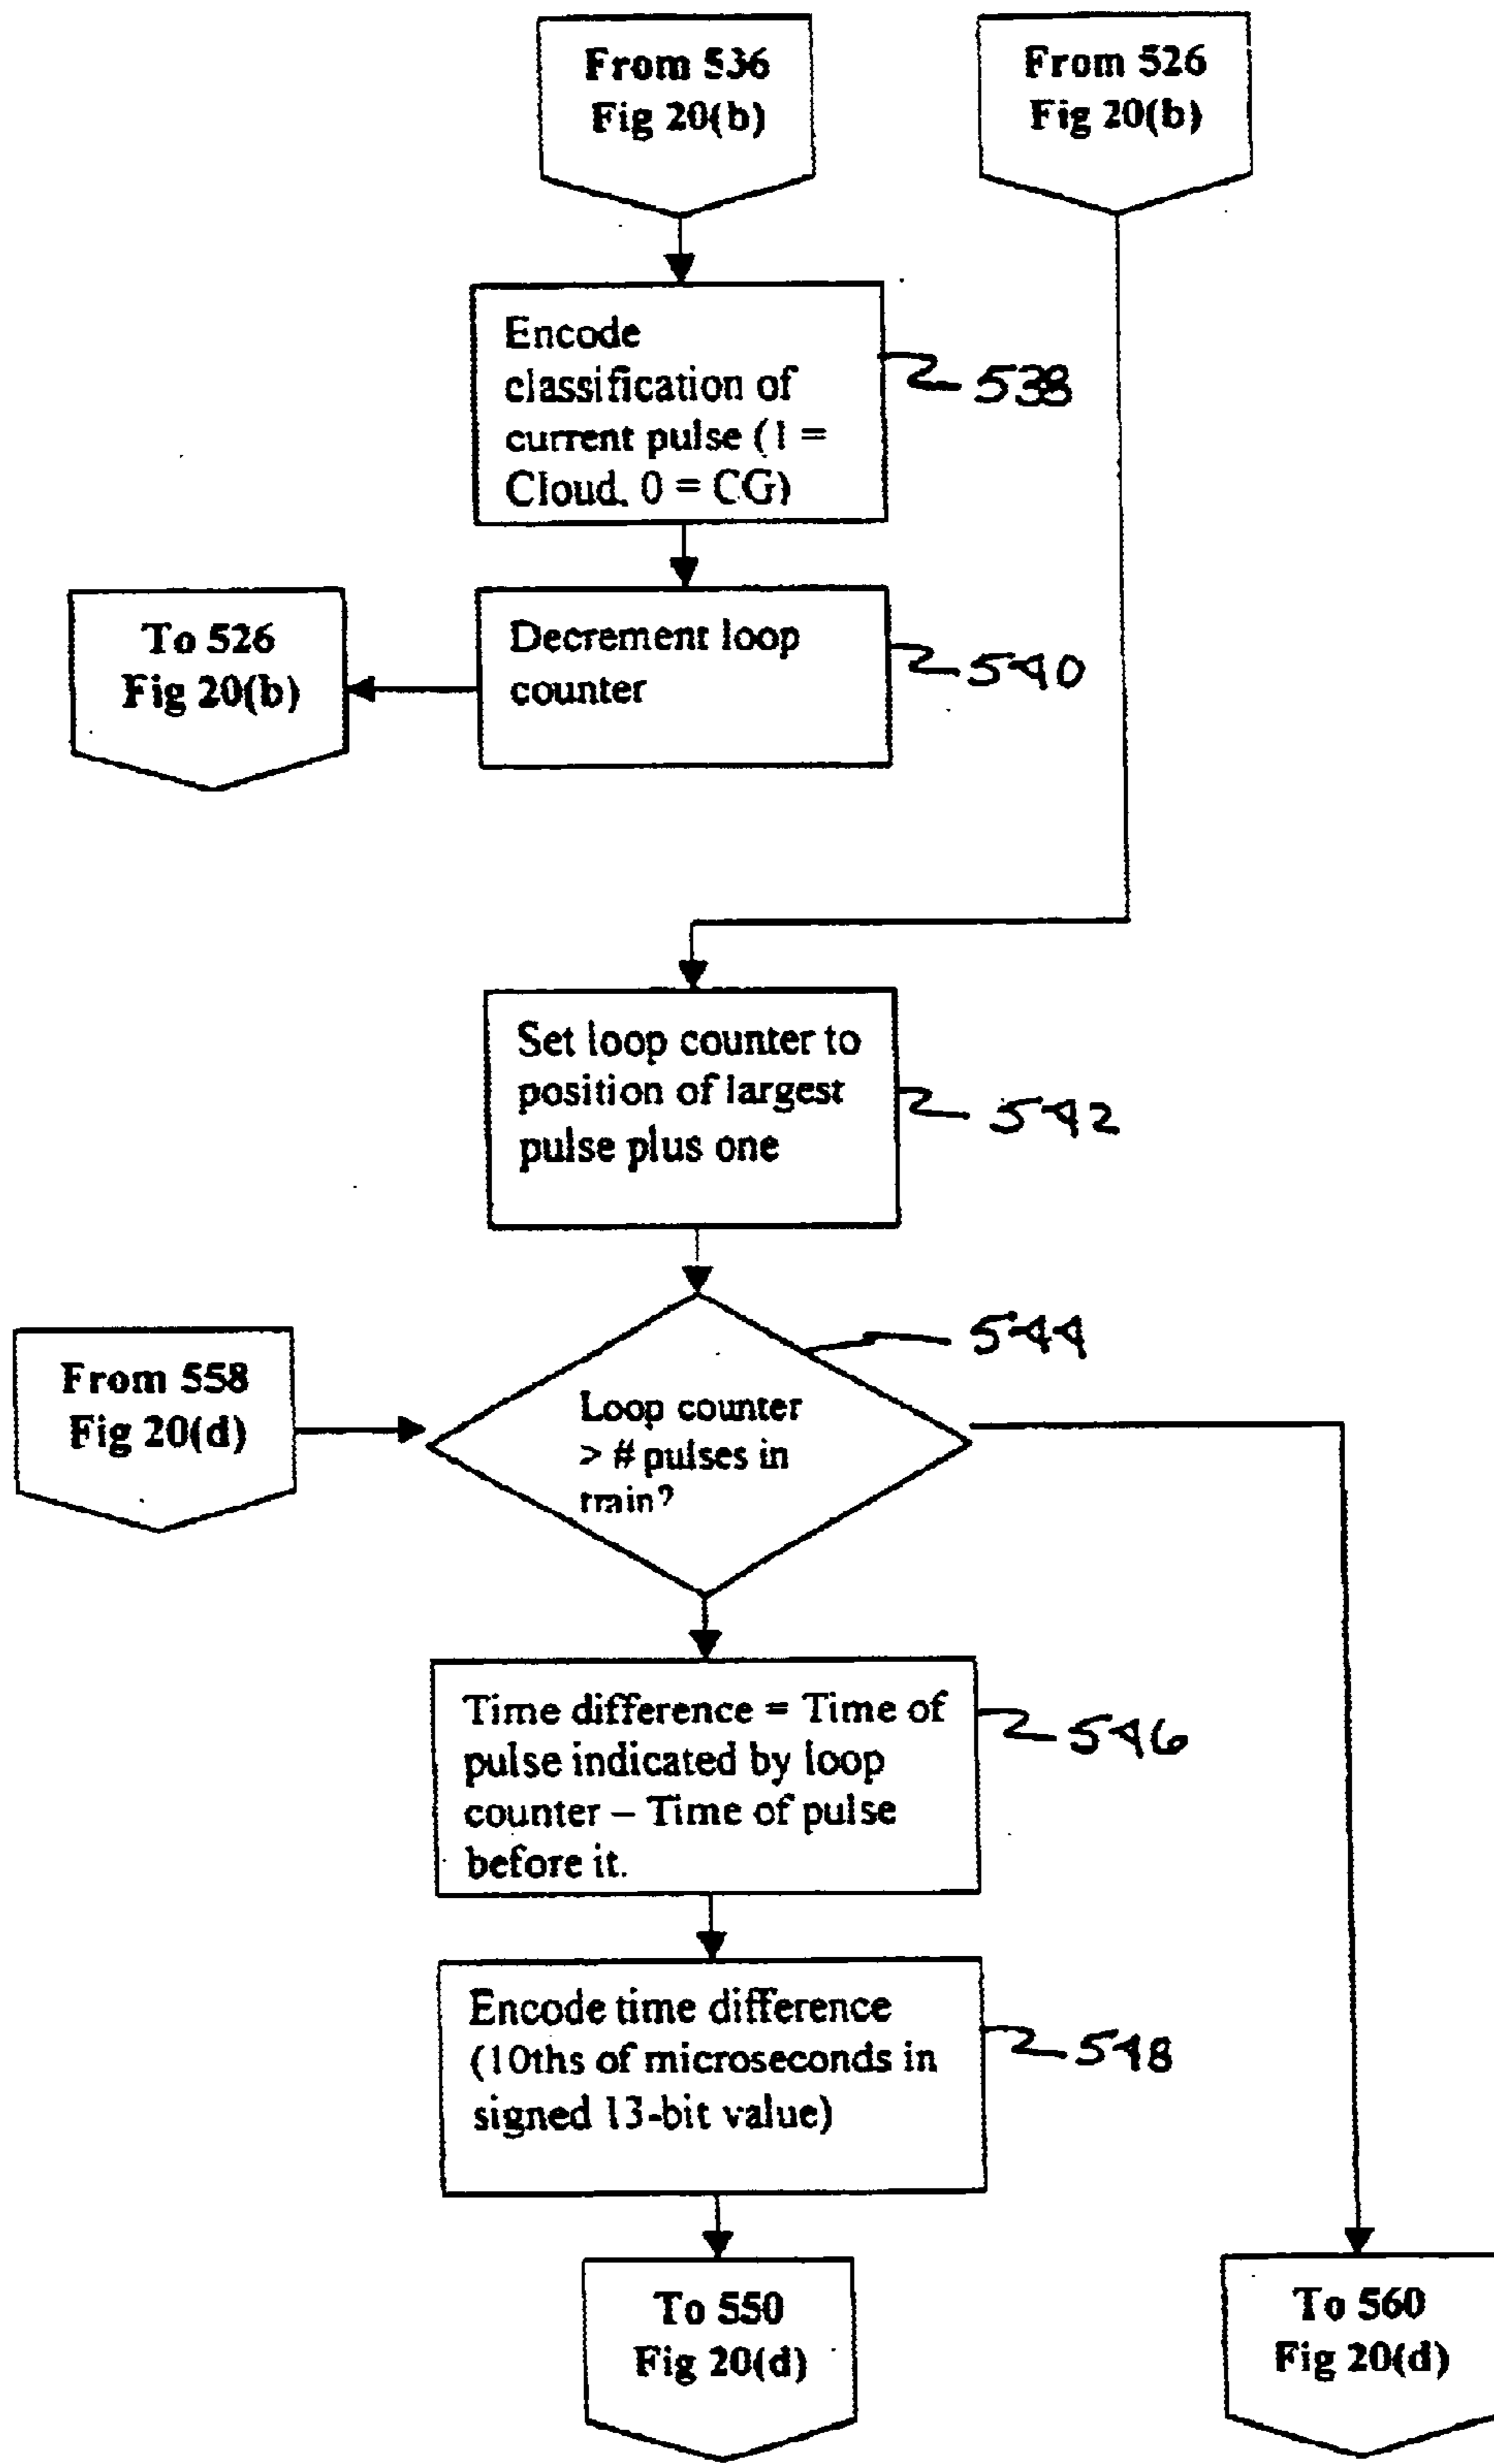 From 536
Fig 20(b)
From 526
Fig 20(b)
Encode
classification of
current pulse (1 =
Cloud, 0 = CG)
538
To 526
Fig 20(b)
Decrement loop
counter
540
Set loop counter to
position of largest
pulse plus one
542
From 558
Fig 20(d)
Loop counter
> # pulses in
train?
544
Time difference = Time of
pulse indicated by loop
counter – Time of pulse
before it.
546
Encode time difference
(10ths of microseconds in
signed 13-bit value)
548
To 550
Fig 20(d)
To 560
Fig 20(d)